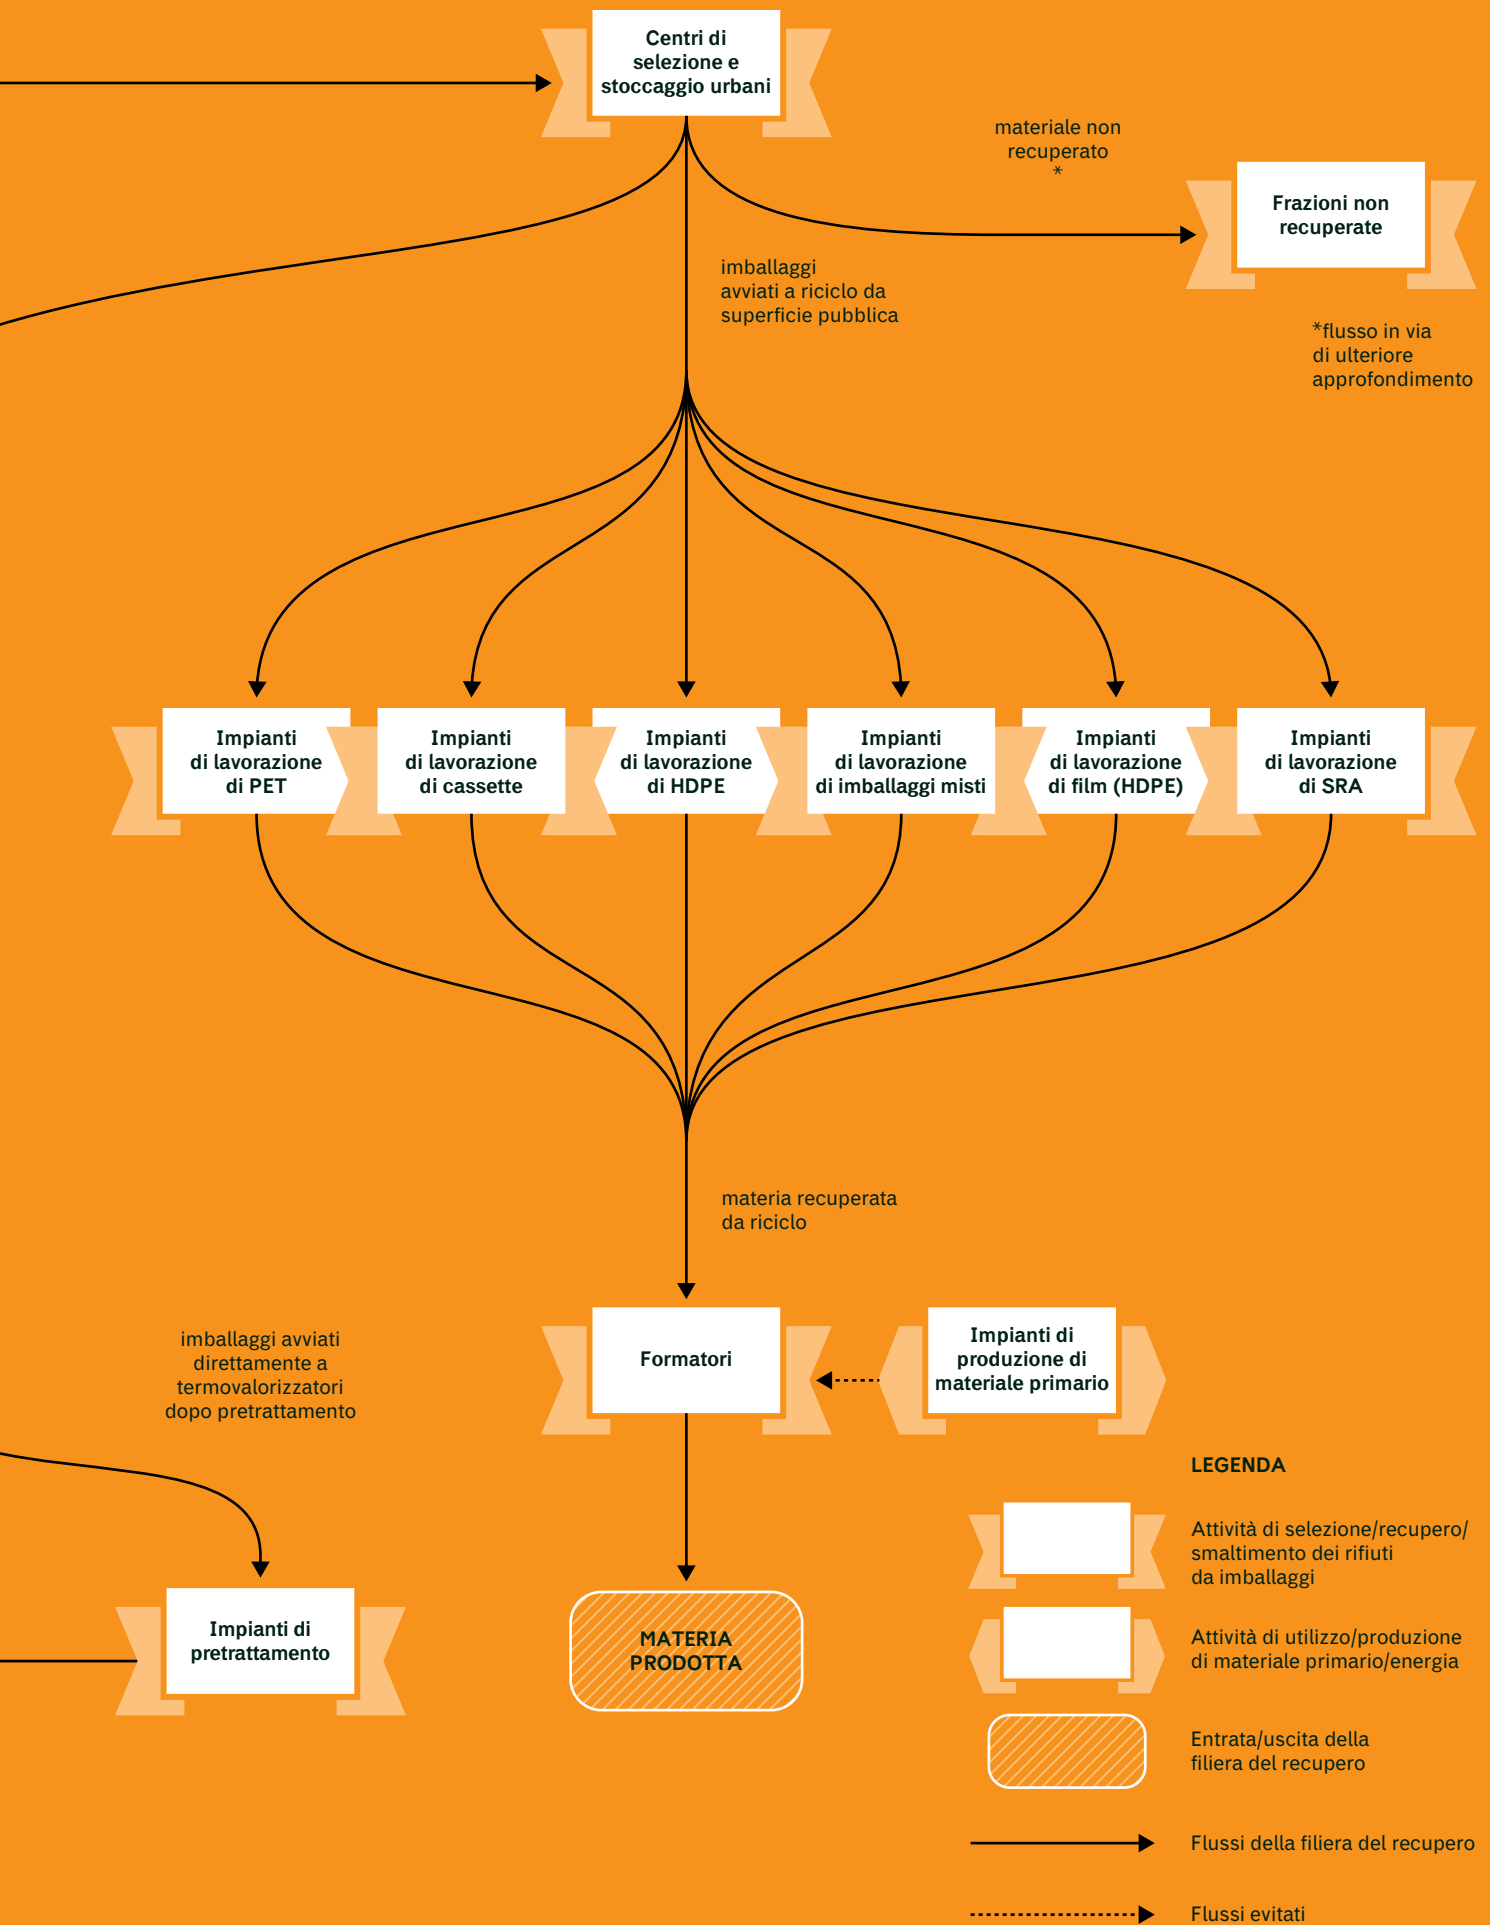 Centri di
selezione e
stoccaggio urbani
materiale non
recuperato
*
Frazioni non
recuperate
imballaggi
avviati a riciclo da
superficie pubblica
*flusso in via
di ulteriore
approfondimento
Impianti
di lavorazione
di PET
Impianti
di lavorazione
di cassette
Impianti
di lavorazione
di HDPE
Impianti
di lavorazione
di imballaggi misti
Impianti
di lavorazione
di film (HDPE)
Impianti
di lavorazione
di SRA
materia recuperata
da riciclo
imballaggi avviati
direttamente a
termovalorizzatori
dopo pretrattamento
Formatori
Impianti di
produzione di
materiale primario
Impianti di
pretrattamento
MATERIA
PRODOTTA
LEGENDA
Attività di selezione/recupero/
smaltimento dei rifiuti
da imballaggi
Attività di utilizzo/produzione
di materiale primario/energia
Entrata/uscita della
filiera del recupero
Flussi della filiera del recupero
Flussi evitati